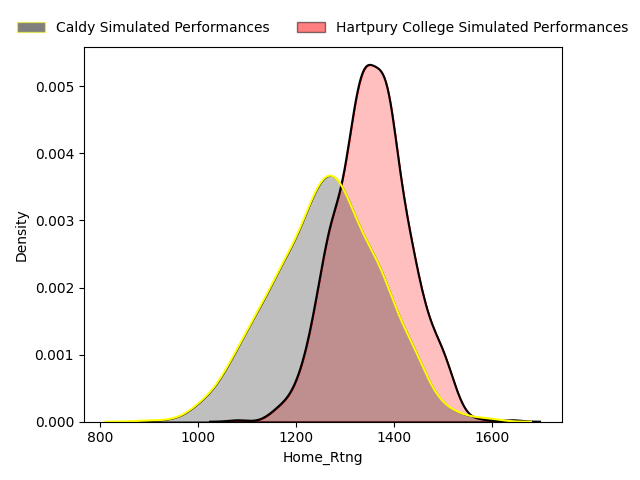 Caldy Simulated Performances
Hartpury College Simulated Performances
0.005
0.004
0.003
0.002
0.001
0.000
Density
800 1000 1200 1400 1600
Home_Rtng